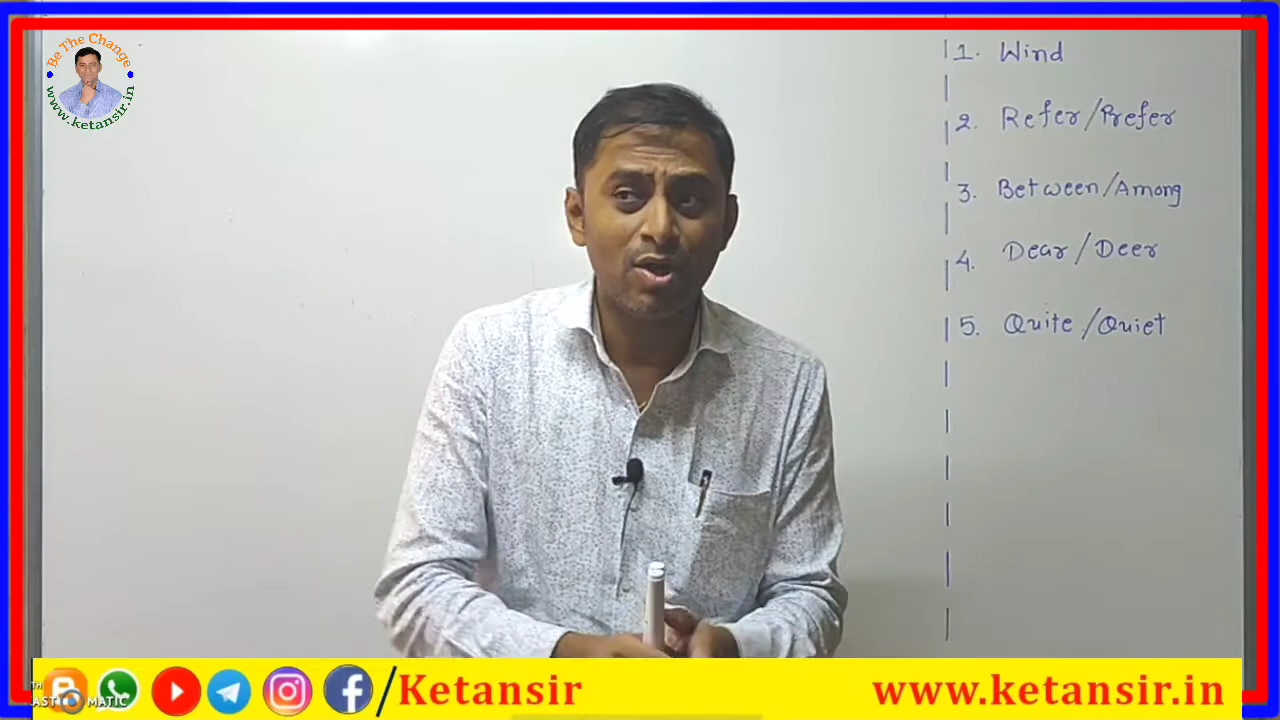 Be The Change
www.ketansir.in
1. Wind
2. Refer/Prefer
3. Between/Among
4. Dear/Deer
5. Quite/Quiet
/Ketansir
www.ketansir.in